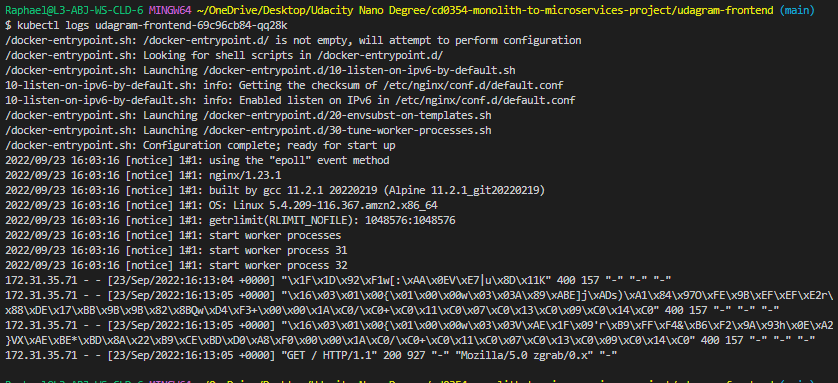 Raphael@L3-ABJ-WS-CLD-6 MINGW64 ~/OneDrive/Desktop/Udacity Nano Degree/cd0354-monolith-to-microservices-project/udagram-frontend (main)
$ kubectl logs udagram-frontend-69c96cb84-qq28k
/docker-entrypoint.sh: /docker-entrypoint.d/ is not empty, will attempt to perform configuration
/docker-entrypoint.sh: Looking for shell scripts in /docker-entrypoint.d/
/docker-entrypoint.sh: Launching /docker-entrypoint.d/10-listen-on-ipv6-by-default.sh
10-listen-on-ipv6-by-default.sh: info: Getting the checksum of /etc/nginx/conf.d/default.conf
10-listen-on-ipv6-by-default.sh: info: Enabled listen on IPv6 in /etc/nginx/conf.d/default.conf
/docker-entrypoint.sh: Launching /docker-entrypoint.d/20-envsubst-on-templates.sh
/docker-entrypoint.sh: Launching /docker-entrypoint.d/30-tune-worker-processes.sh
/docker-entrypoint.sh: Configuration complete; ready for start up
2022/09/23 16:03:16 [notice] 1#1: using the "epoll" event method
2022/09/23 16:03:16 [notice] 1#1: nginx/1.23.1
2022/09/23 16:03:16 [notice] 1#1: built by gcc 11.2.1 20220219 (Alpine 11.2.1_git20220219)
2022/09/23 16:03:16 [notice] 1#1: OS: Linux 5.4.209-116.367.amzn2.x86_64
2022/09/23 16:03:16 [notice] 1#1: getrlimit(RLIMIT_NOFILE): 1048576:1048576
2022/09/23 16:03:16 [notice] 1#1: start worker processes
2022/09/23 16:03:16 [notice] 1#1: start worker process 31
2022/09/23 16:03:16 [notice] 1#1: start worker process 32
172.31.35.71 - - [23/Sep/2022:16:13:04 +0000] "\x1F\x1D\x92\xF1w[:\xAA\x0EV\xE7|u\x8D\x11K" 400 157 "-" "-" "-"
172.31.35.71 - - [23/Sep/2022:16:13:05 +0000] "\x16\x03\x01\x00{\x01\x00\x00w\x03\x03A\x89\xABE]j\xADs)\xA1\x84\x97O\xFE\x9B\xEF\xEF\xE2r\
x88\xDE\x17\xBB\x9B\x9B\x82\x8BQw\xD4\xF3+\x00\x00\x1A\xC0/\xC0+\xC0\x11\xC0\x07\xC0\x13\xC0\x09\xC0\x14\xC0" 400 157 "-" "-" "-"
172.31.35.71 - - [23/Sep/2022:16:13:05 +0000] "\x16\x03\x01\x00{\x01\x00\x00w\x03\x03V\xAE\x1F\x09'r\xB9\xFF\xF4&\xB6\xF2\x9A\x93h\x0E\xA2
}VX\xAE\xBE*\xBD\x8A\x22\xB9\xCE\xBD\xD0\xA8\xF0\x00\x00\x1A\xC0/\xC0+\xC0\x11\xC0\x07\xC0\x13\xC0\x09\xC0\x14\xC0" 400 157 "-" "-" "-"
172.31.35.71 - - [23/Sep/2022:16:13:05 +0000] "GET / HTTP/1.1" 200 927 "-" "Mozilla/5.0 zgrab/0.x" "-"